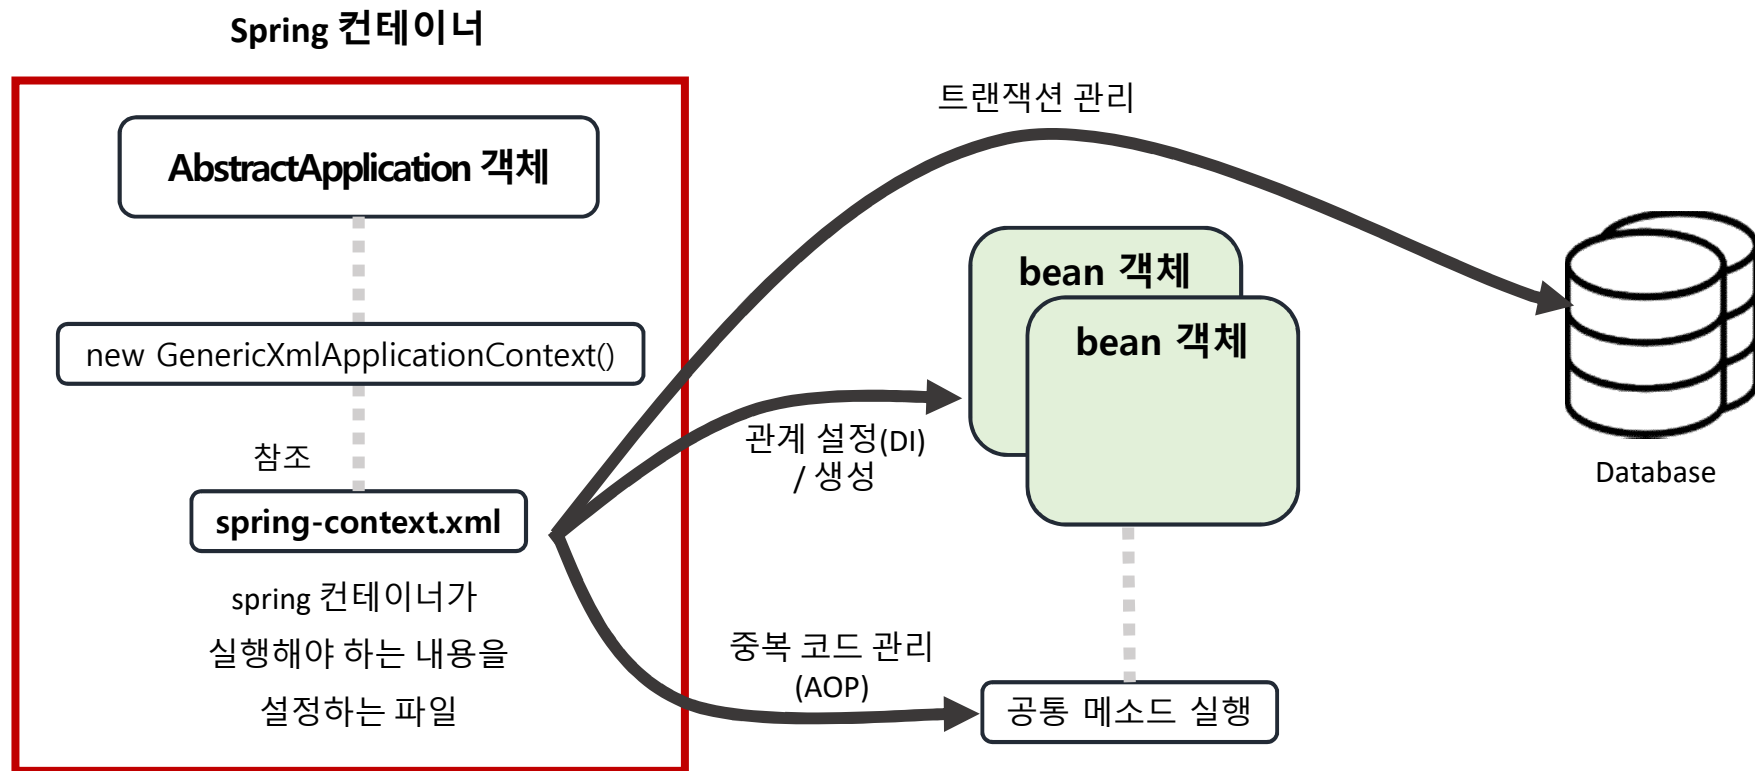 Spring 컨테이너
AbstractApplication 객체
new GenericXmlApplicationContext()
참조
spring-context.xml
spring 컨테이너가
실행해야 하는 내용을
설정하는 파일
트랜잭션 관리
bean 객체
bean 객체
관계 설정(DI)
/ 생성
중복 코드 관리
(AOP)
공통 메소드 실행
Database